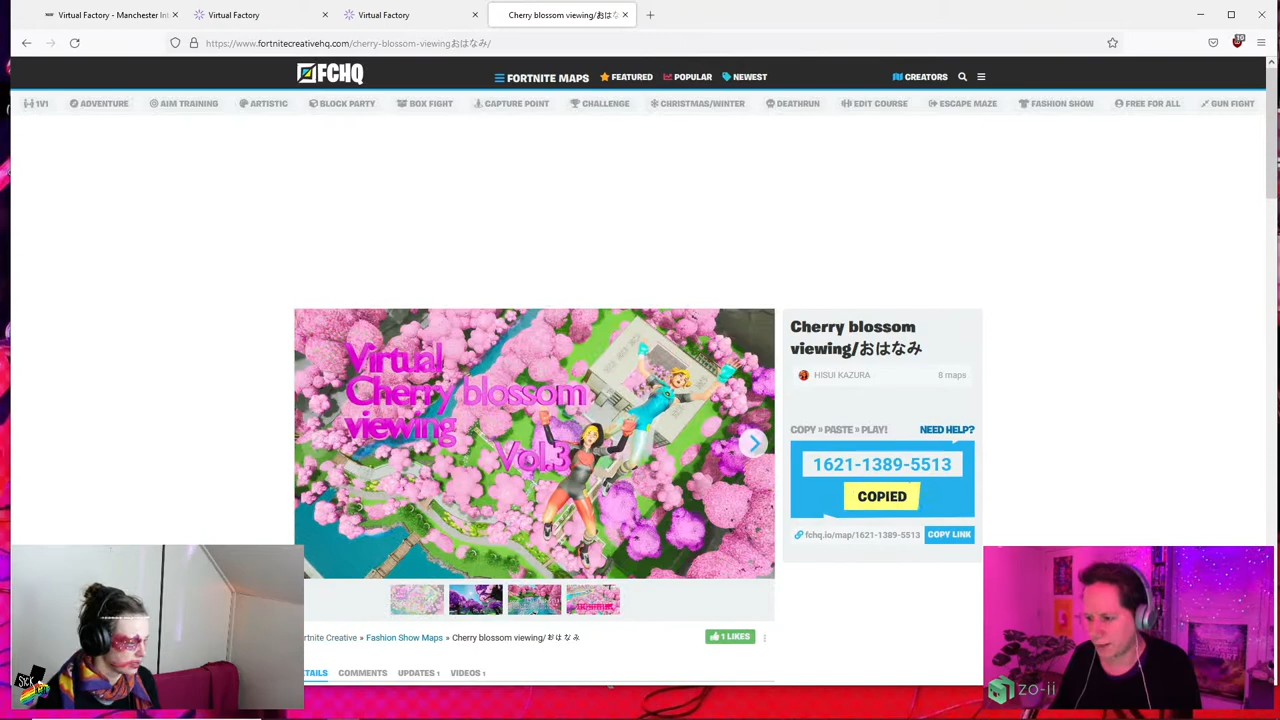 Virtual Factory - Manchester Int
Virtual Factory
Virtual Factory
Cherry blossom viewing/おはな
https://www.fortnitecreativehq.com/cherry-blossom-viewingおはなみ/
10
FCHQ
FORTNITE MAPS
FEATURED
POPULAR
NEWEST
CREATORS
1V1
ADVENTURE
AIM TRAINING
ARTISTIC
BLOCK PARTY
BOX FIGHT
CAPTURE POINT
CHALLENGE
CHRISTMAS/WINTER
DEATHRUN
EDIT COURSE
ESCAPE MAZE
FASHION SHOW
FREE FOR ALL
GUN FIGHT
Virtual
Cherry blossom
viewing
Vol.3
Cherry blossom
viewing/おはなみ
HISUI KAZURA
8 maps
COPY » PASTE » PLAY!
NEED HELP?
1621-1389-5513
COPIED
fchq.io/map/1621-1389-5513
COPY LINK
rtnite Creative » Fashion Show Maps » Cherry blossom viewing/おはなみ
1 LIKES
TAILS
COMMENTS
UPDATES 1
VIDEOS 1
SICK
zo-ii